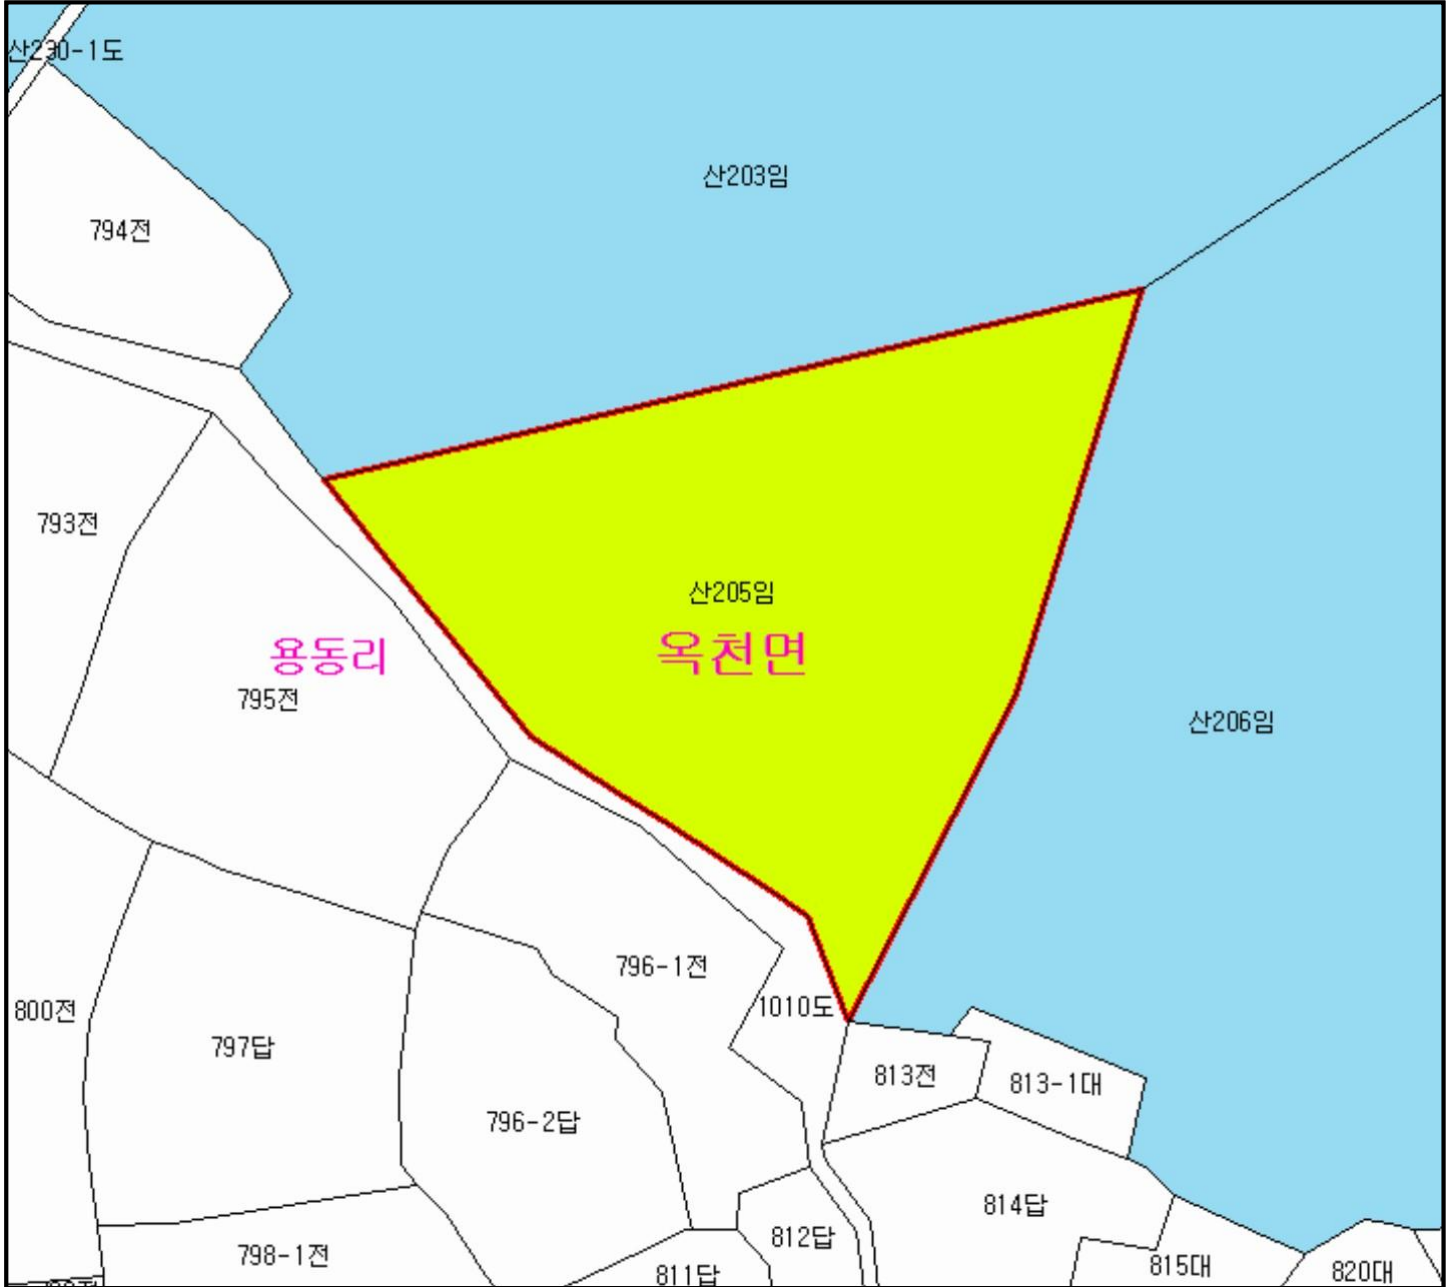 산230-1도
산203임
794전
793전
산205임
용동리
옥천면
795전
산206임
796-1전
800전
1010도
797답
813전
813-1대
796-2답
814답
812답
798-1전
815대
811답
820대